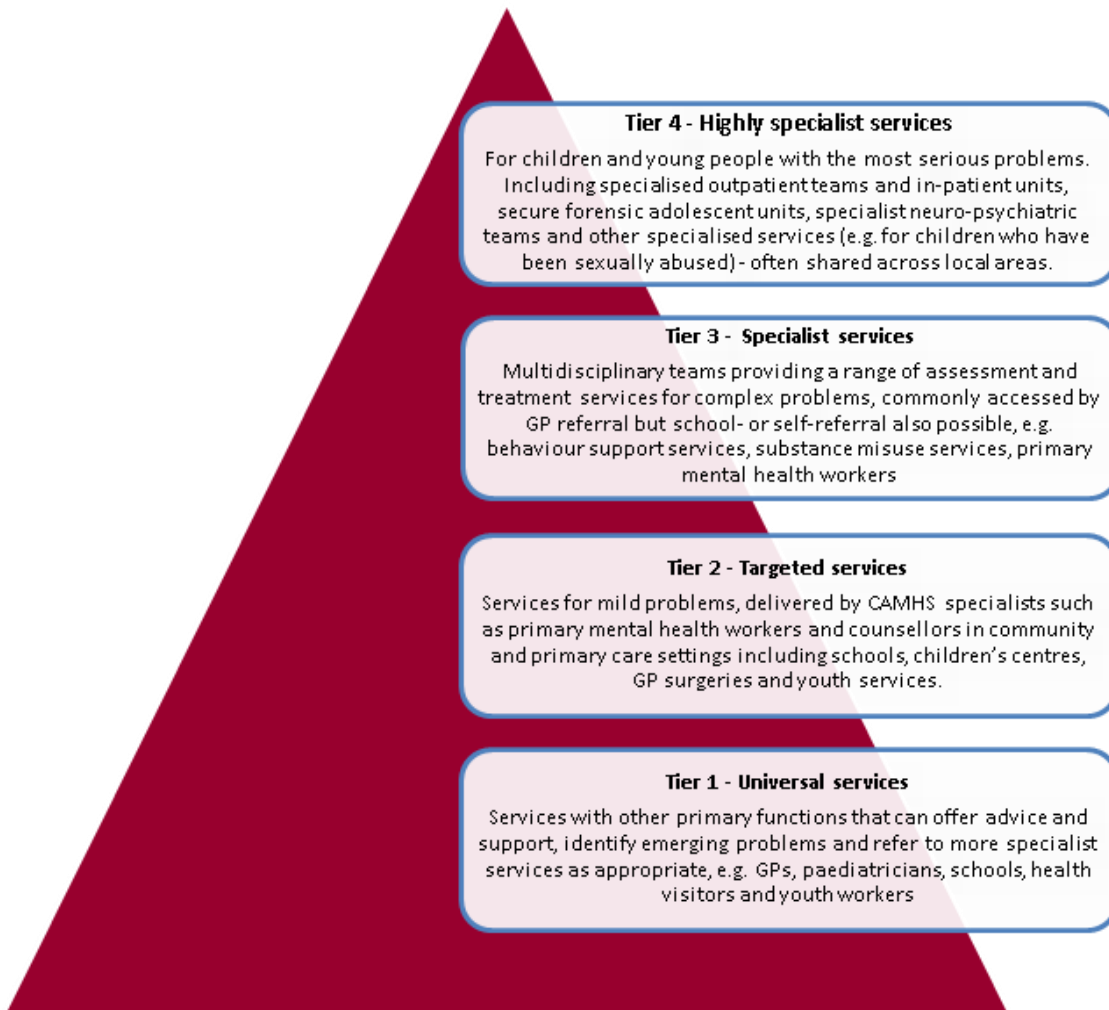 Tier 4 - Highly specialist services
For children and young people with the most serious problems.
Including specialised outpatient teams and in-patient units,
secure forensic adolescent units, specialist neuro-psychiatric
teams and other specialised services (e.g. for children who have
been sexually abused) - often shared across local areas.
Tier 3 - Specialist services
Multidisciplinary teams providing a range of assessment and
treatment services for complex problems, commonly accessed by
GP referral but school- or self-referral also possible, e.g.
behaviour support services, substance misuse services, primary
mental health workers
Tier 2 - Targeted services
Services for mild problems, delivered by CAMHS specialists such
as primary mental health workers and counsellors in community
and primary care settings including schools, children’s centres,
GP surgeries and youth services.
Tier 1 - Universal services
Services with other primary functions that can offer advice and
support, identify emerging problems and refer to more specialist
services as appropriate, e.g. GPs, paediatricians, schools, health
visitors and youth workers